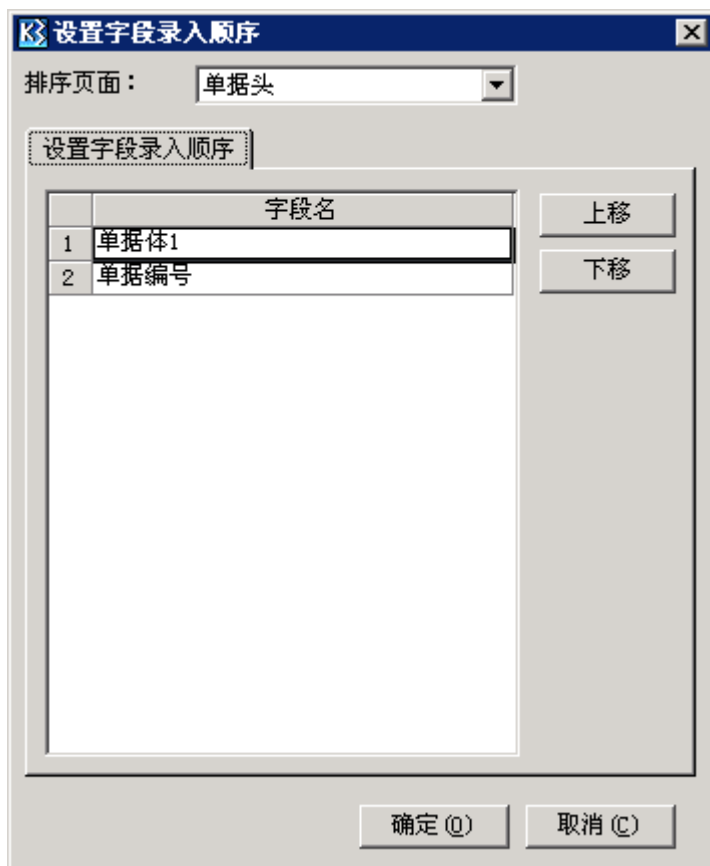 K3 设置字段录入顺序
排序页面： 单据头
设置字段录入顺序
字段名
1 单据体1
2 单据编号
上移
下移
确定(O) 取消(C)